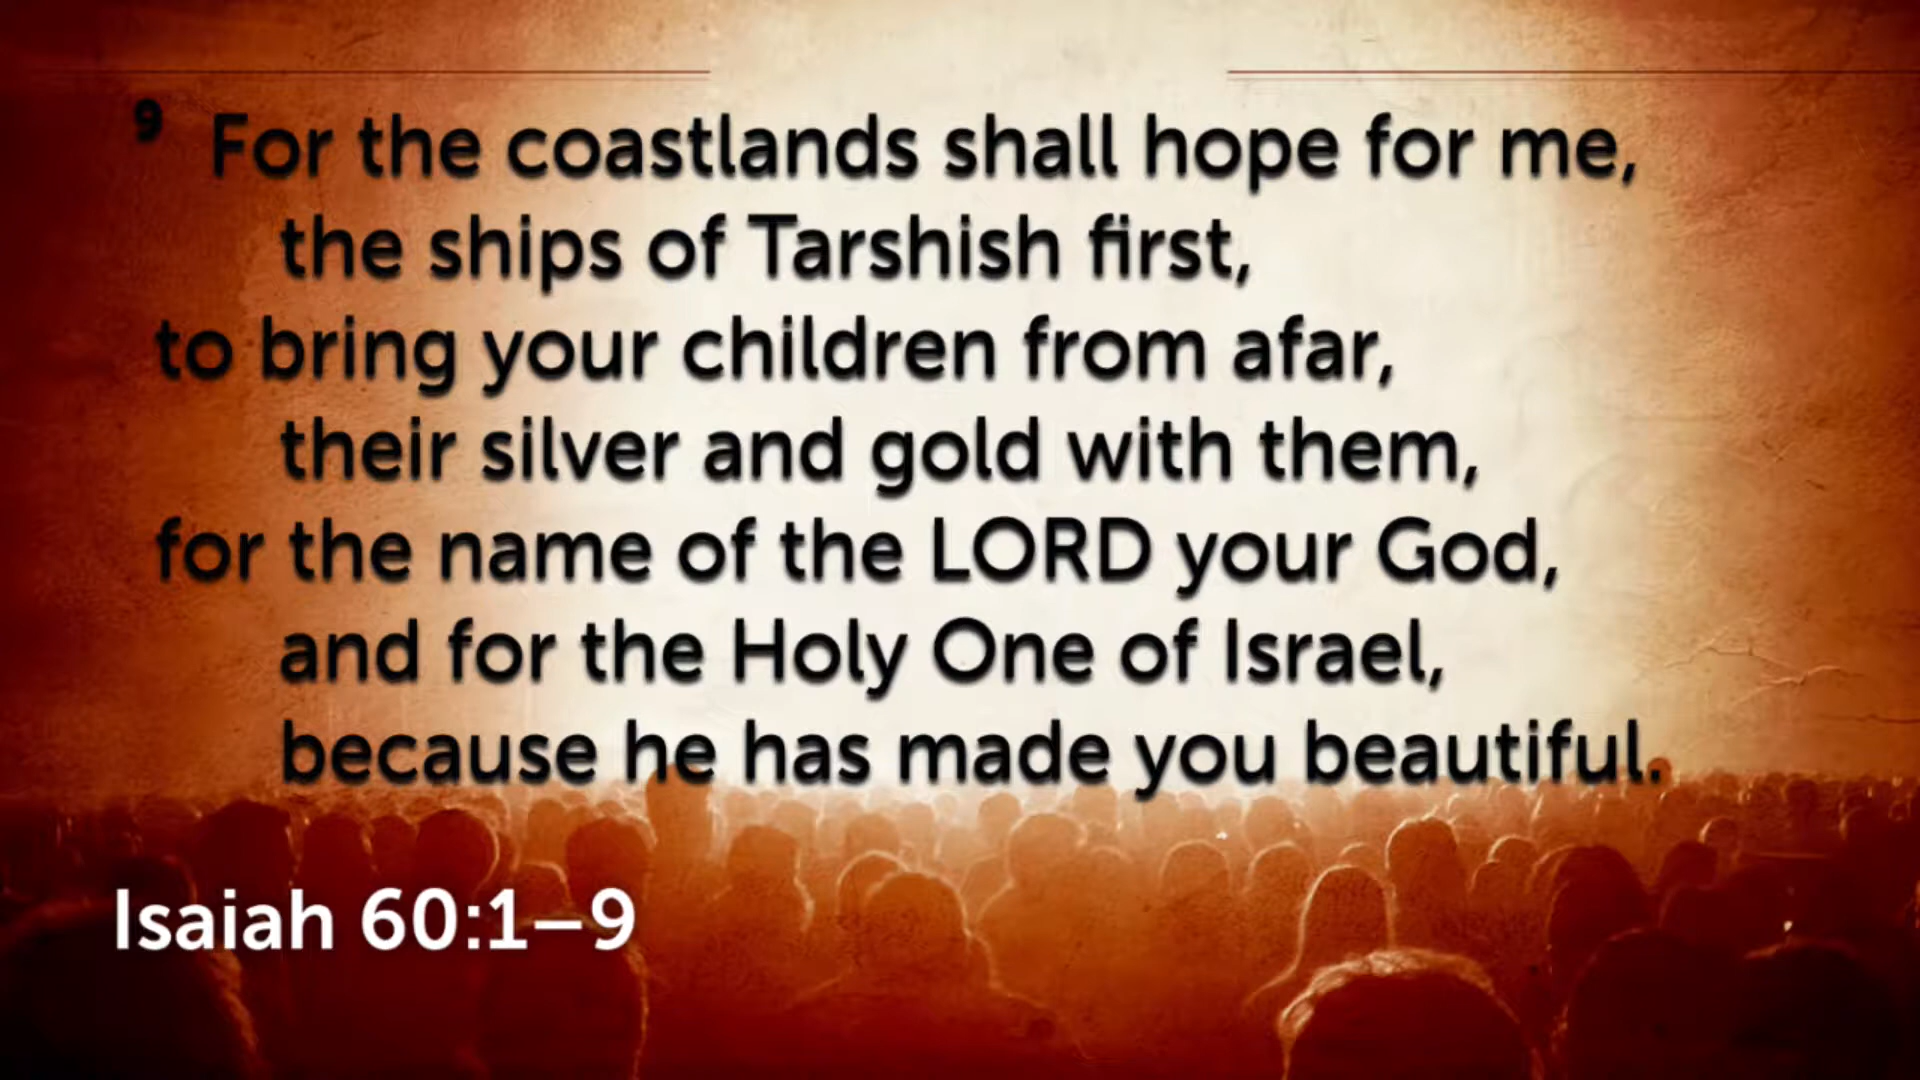 9 For the coastlands shall hope for me,
the ships of Tarshish first,
to bring your children from afar,
their silver and gold with them,
for the name of the LORD your God,
and for the Holy One of Israel,
because he has made you beautiful.
Isaiah 60:1–9